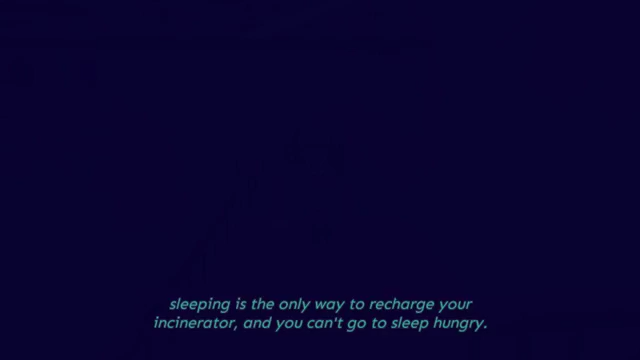 sleeping is the only way to recharge your
incinerator, and you can't go to sleep hungry.